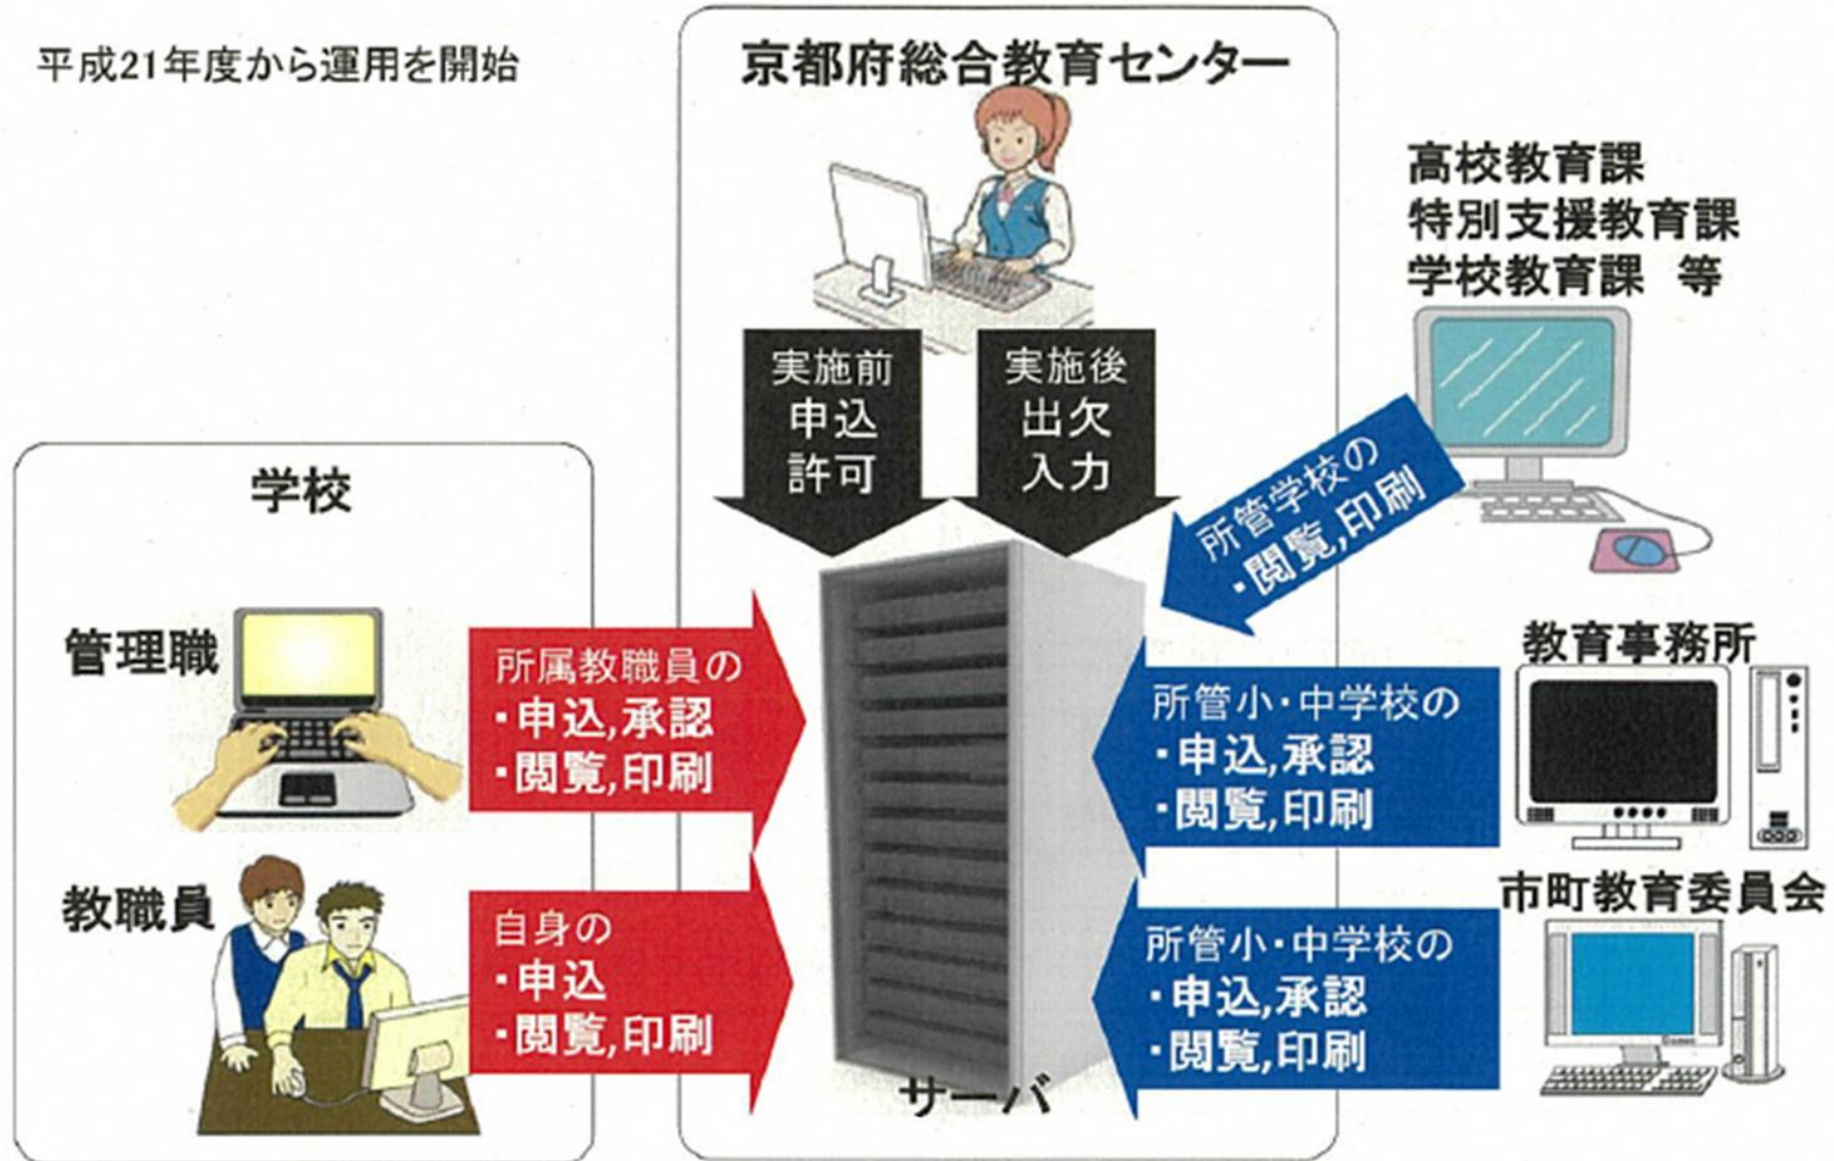 平成21年度から運用を開始
京都府総合教育センター
高校教育課
特別支援教育課
学校教育課 等
実施前
申込
許可
実施後
出欠
入力
所管学校の
・閲覧,印刷
学校
管理職
所属教職員の
・申込,承認
・閲覧,印刷
教育事務所
所管小・中学校の
・申込,承認
・閲覧,印刷
教職員
自身の
・申込
・閲覧,印刷
市町教育委員会
所管小・中学校の
・申込,承認
・閲覧,印刷
サーバ